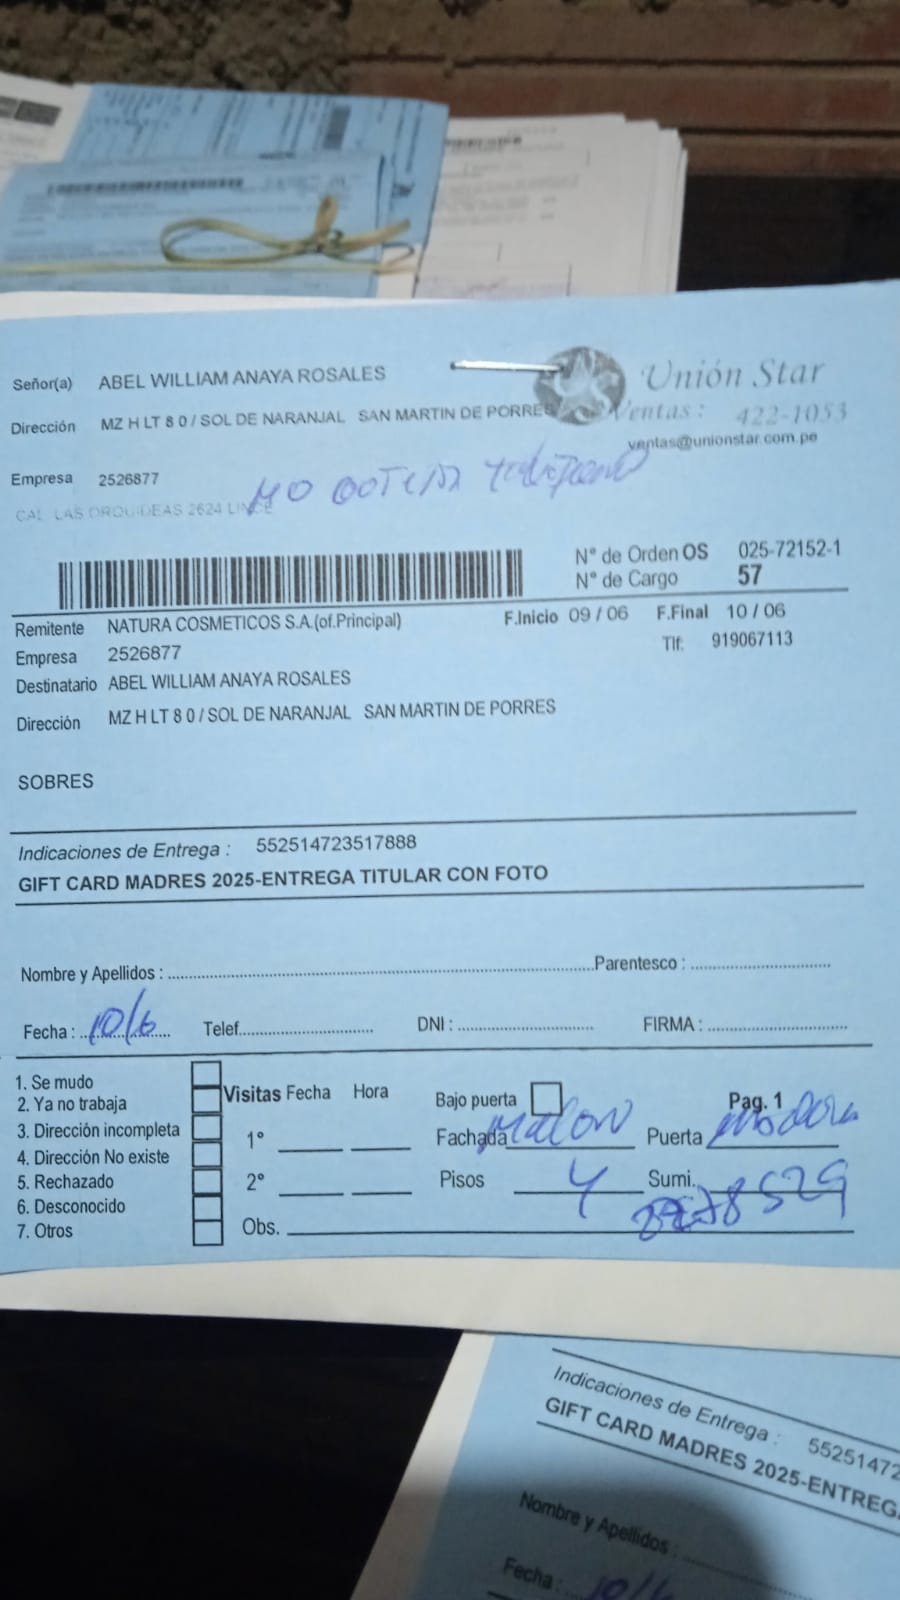 Señor(a) ABEL WILLIAM ANAYA ROSALES
Unión Star
Dirección MZ H LT 8 0 / SOL DE NARANJAL SAN MARTIN DE PORRES
Ventas: 422-1053
ventas@unionstar.com.pe
Empresa 2526877
NO
CAL LAS ORQUIDEAS 2624 LINCE
N° de Orden OS 025-72152-1
N° de Cargo 57
Remitente NATURA COSMETICOS S.A.(of.Principal) F.Inicio 09 / 06 F.Final 10 / 06
Empresa 2526877 Tlf: 919067113
Destinatario ABEL WILLIAM ANAYA ROSALES
Dirección MZ H LT 8 0 / SOL DE NARANJAL SAN MARTIN DE PORRES
SOBRES
Indicaciones de Entrega : 552514723517888
GIFT CARD MADRES 2025-ENTREGA TITULAR CON FOTO
Nombre y Apellidos : Parentesco :
Fecha : 10/6 Telef. DNI : FIRMA :
1. Se mudo
2. Ya no trabaja
3. Dirección incompleta
4. Dirección No existe
5. Rechazado
6. Desconocido
7. Otros
Visitas Fecha Hora
1°
2°
Obs.
Bajo puerta Pag. 1
Fachada Puerta
Pisos 4 Sumi.
Indicaciones de Entrega : 55251472
GIFT CARD MADRES 2025-ENTREGA
Nombre y Apellidos :
Fecha : 10/6